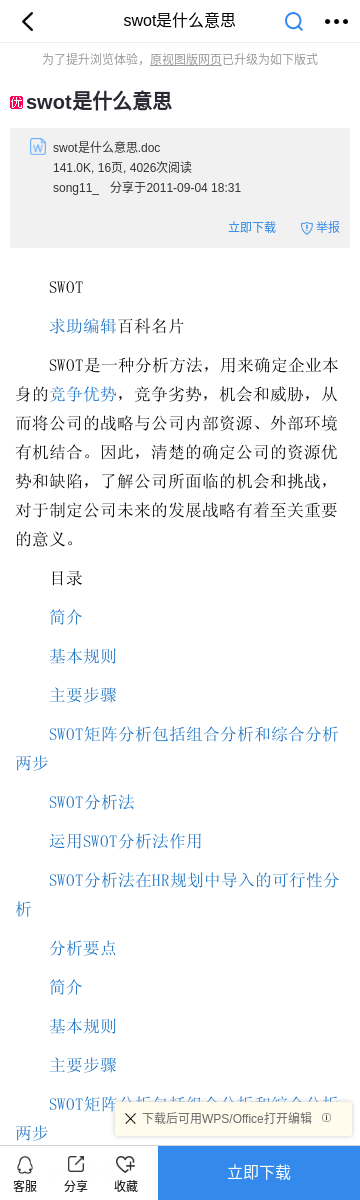 swot是什么意思
为了提升浏览体验，原视图版网页已升级为如下版式
优 swot是什么意思
swot是什么意思.doc
141.0K, 16页, 4026次阅读
song11_ 分享于2011-09-04 18:31
立即下载 举报
SWOT
求助编辑百科名片
SWOT是一种分析方法，用来确定企业本
身的竞争优势，竞争劣势，机会和威胁，从
而将公司的战略与公司内部资源、外部环境
有机结合。因此，清楚的确定公司的资源优
势和缺陷，了解公司所面临的机会和挑战，
对于制定公司未来的发展战略有着至关重要
的意义。
目录
简介
基本规则
主要步骤
SWOT矩阵分析包括组合分析和综合分析
两步
SWOT分析法
运用SWOT分析法作用
SWOT分析法在HR规划中导入的可行性分
析
分析要点
简介
基本规则
主要步骤
SWOT矩阵分析包括组合分析和综合分析
两步
下载后可用WPS/Office打开编辑
客服 分享 收藏 立即下载